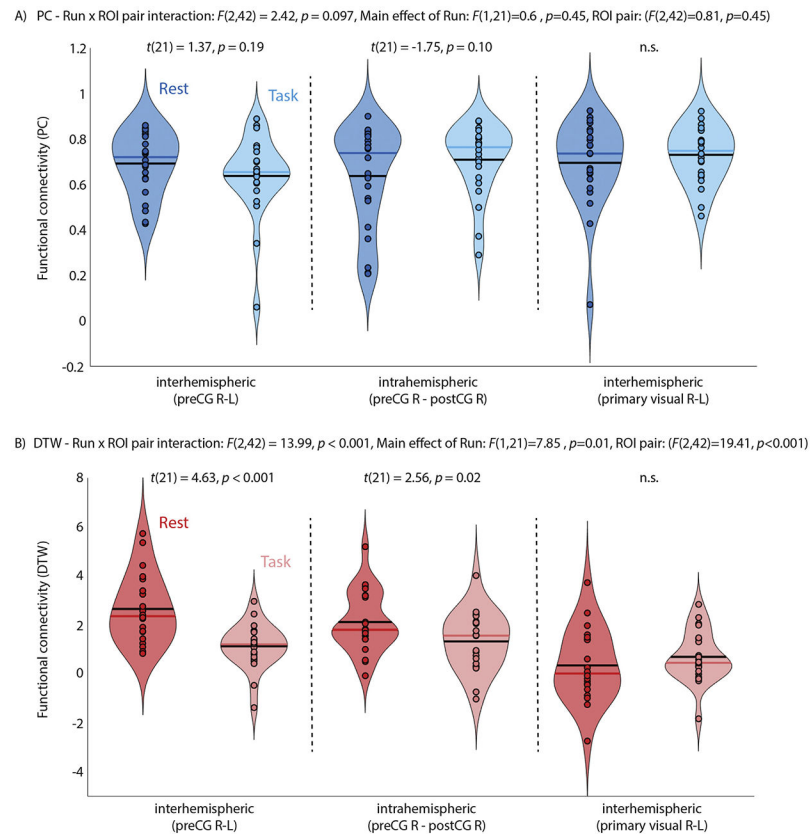 A) PC - Run x ROI pair interaction: F(2,42) = 2.42, p = 0.097, Main effect of Run: F(1,21)=0.6 , p=0.45, ROI pair: (F(2,42)=0.81, p=0.45)
t(21) = 1.37, p = 0.19
t(21) = -1.75, p = 0.10
n.s.
Rest
Task
Functional connectivity (PC)
1.2
1
0.8
0.6
0.4
0.2
0
-0.2
interhemispheric
(preCG R-L)
intrahemispheric
(preCG R - postCG R)
interhemispheric
(primary visual R-L)
B) DTW - Run x ROI pair interaction: F(2,42) = 13.99, p < 0.001, Main effect of Run: F(1,21)=7.85 , p=0.01, ROI pair: (F(2,42)=19.41, p<0.001)
t(21) = 4.63, p < 0.001
t(21) = 2.56, p = 0.02
n.s.
Rest
Task
Functional connectivity (DTW)
8
6
4
2
0
-2
-4
interhemispheric
(preCG R-L)
intrahemispheric
(preCG R - postCG R)
interhemispheric
(primary visual R-L)